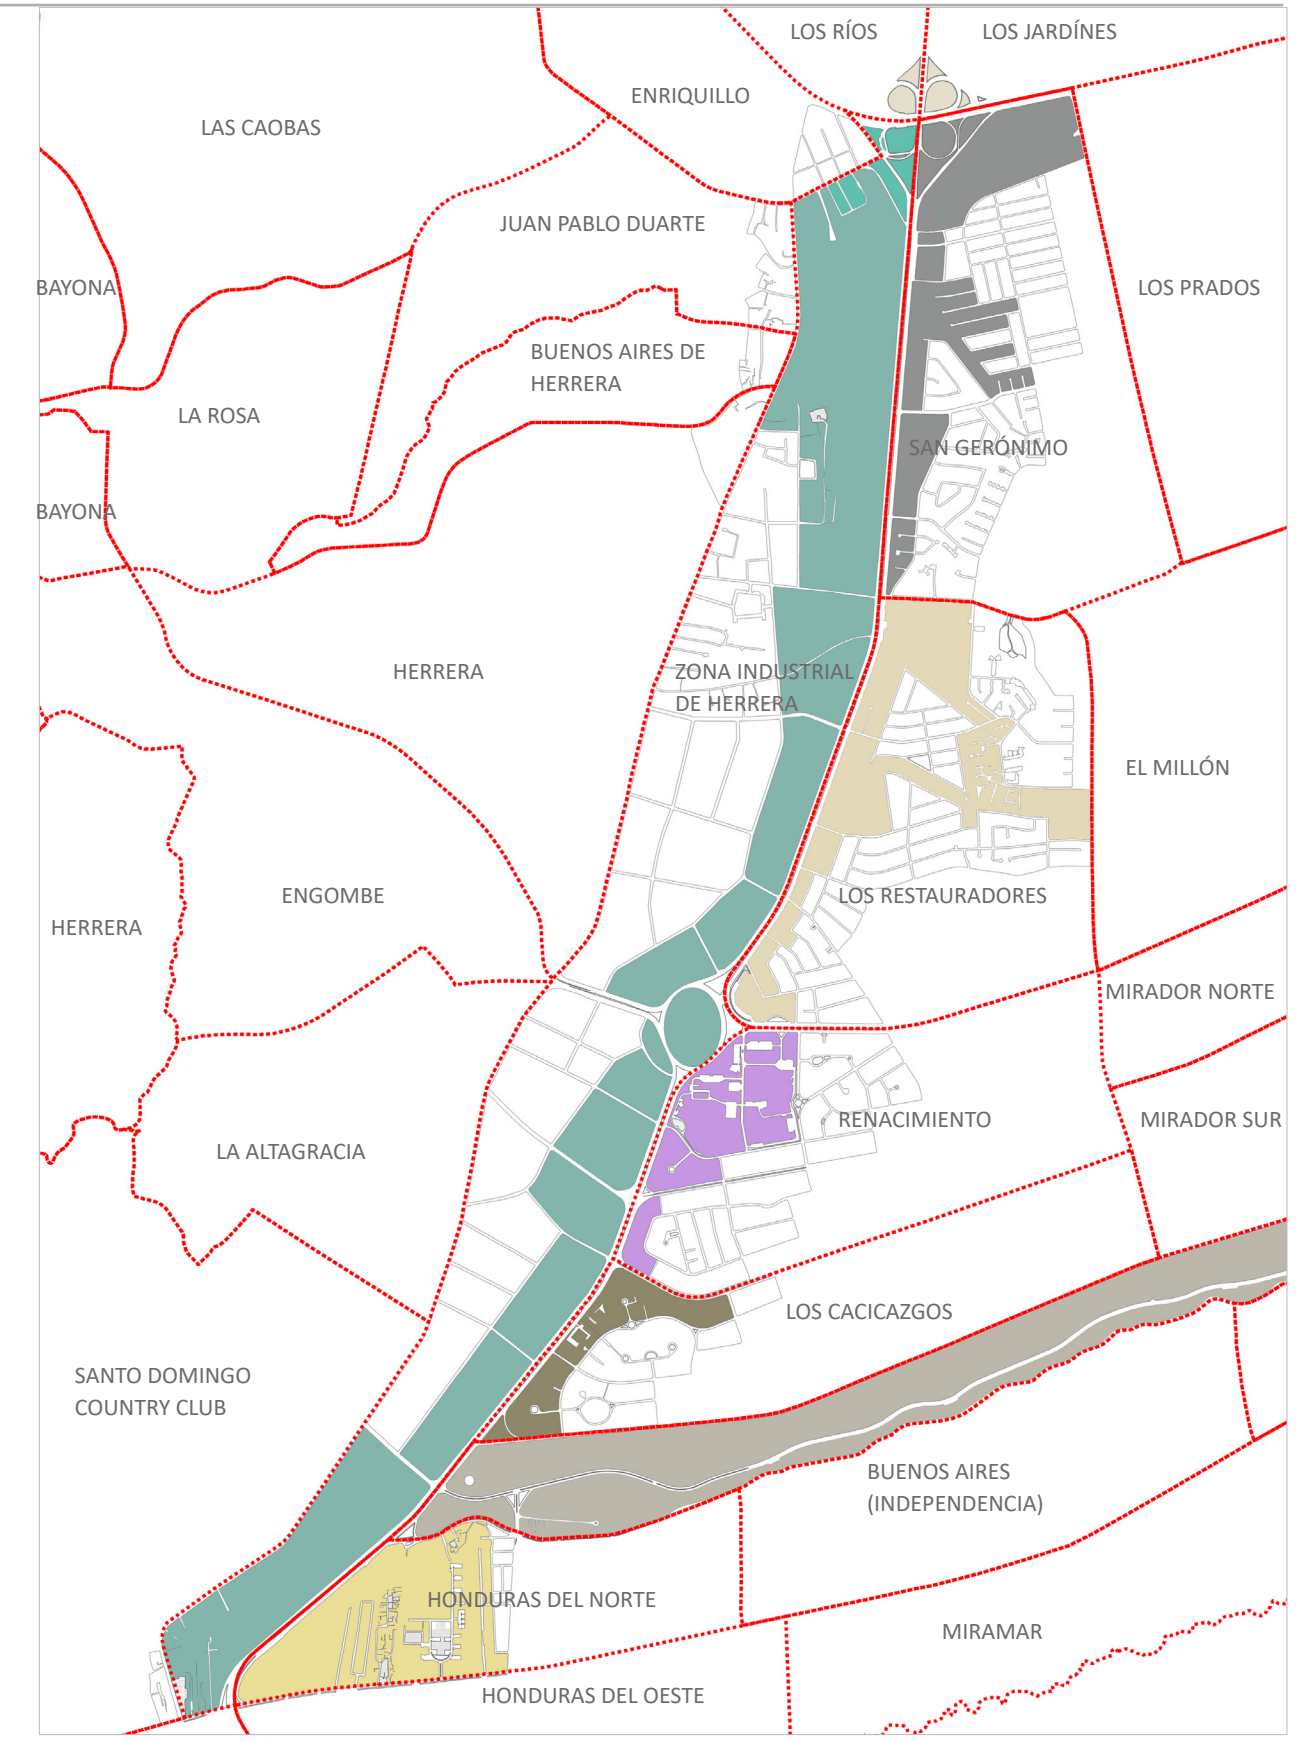 LOS RÍOS
LOS JARDÍNES
ENRIQUILLO
LAS CAOBAS
JUAN PABLO DUARTE
BAYONA
LOS PRADOS
BUENOS AIRES DE
HERRERA
LA ROSA
SAN GERÓNIMO
BAYONA
HERRERA
ZONA INDUSTRIAL
DE HERRERA
EL MILLÓN
ENGOMBE
LOS RESTAURADORES
HERRERA
MIRADOR NORTE
RENACIMIENTO
MIRADOR SUR
LA ALTAGRACIA
LOS CACICAZGOS
SANTO DOMINGO
COUNTRY CLUB
BUENOS AIRES
(INDEPENDENCIA)
HONDURAS DEL NORTE
MIRAMAR
HONDURAS DEL OESTE